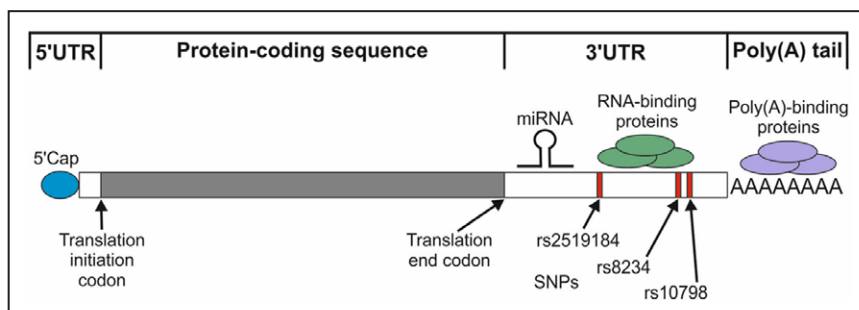 5'UTR
Protein-coding sequence
3'UTR
Poly(A) tail
5'Cap
miRNA
RNA-binding
proteins
Poly(A)-binding
proteins
AAAAAAAA
Translation
initiation
codon
Translation
end codon
rs2519184
rs8234
SNPs
rs10798